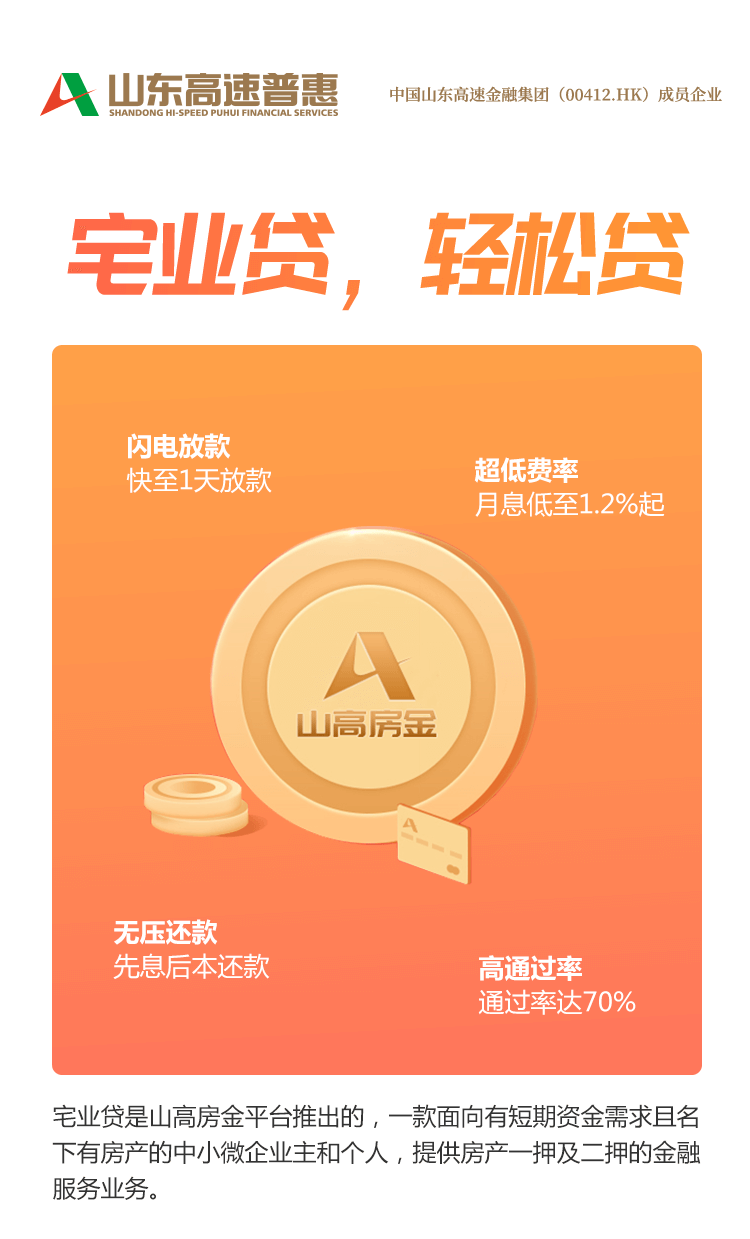 山东高速普惠
SHANDONG HI-SPEED PUHUI FINANCIAL SERVICES
中国山东高速金融集团（00412.HK）成员企业
宅业贷，轻松贷
闪电放款
快至1天放款
超低费率
月息低至1.2%起
山高房金
无压还款
先息后本还款
高通过率
通过率达70%
宅业贷是山高房金平台推出的，一款面向有短期资金需求且名
下有房产的中小微企业主和个人，提供房产一押及二押的金融
服务业务。